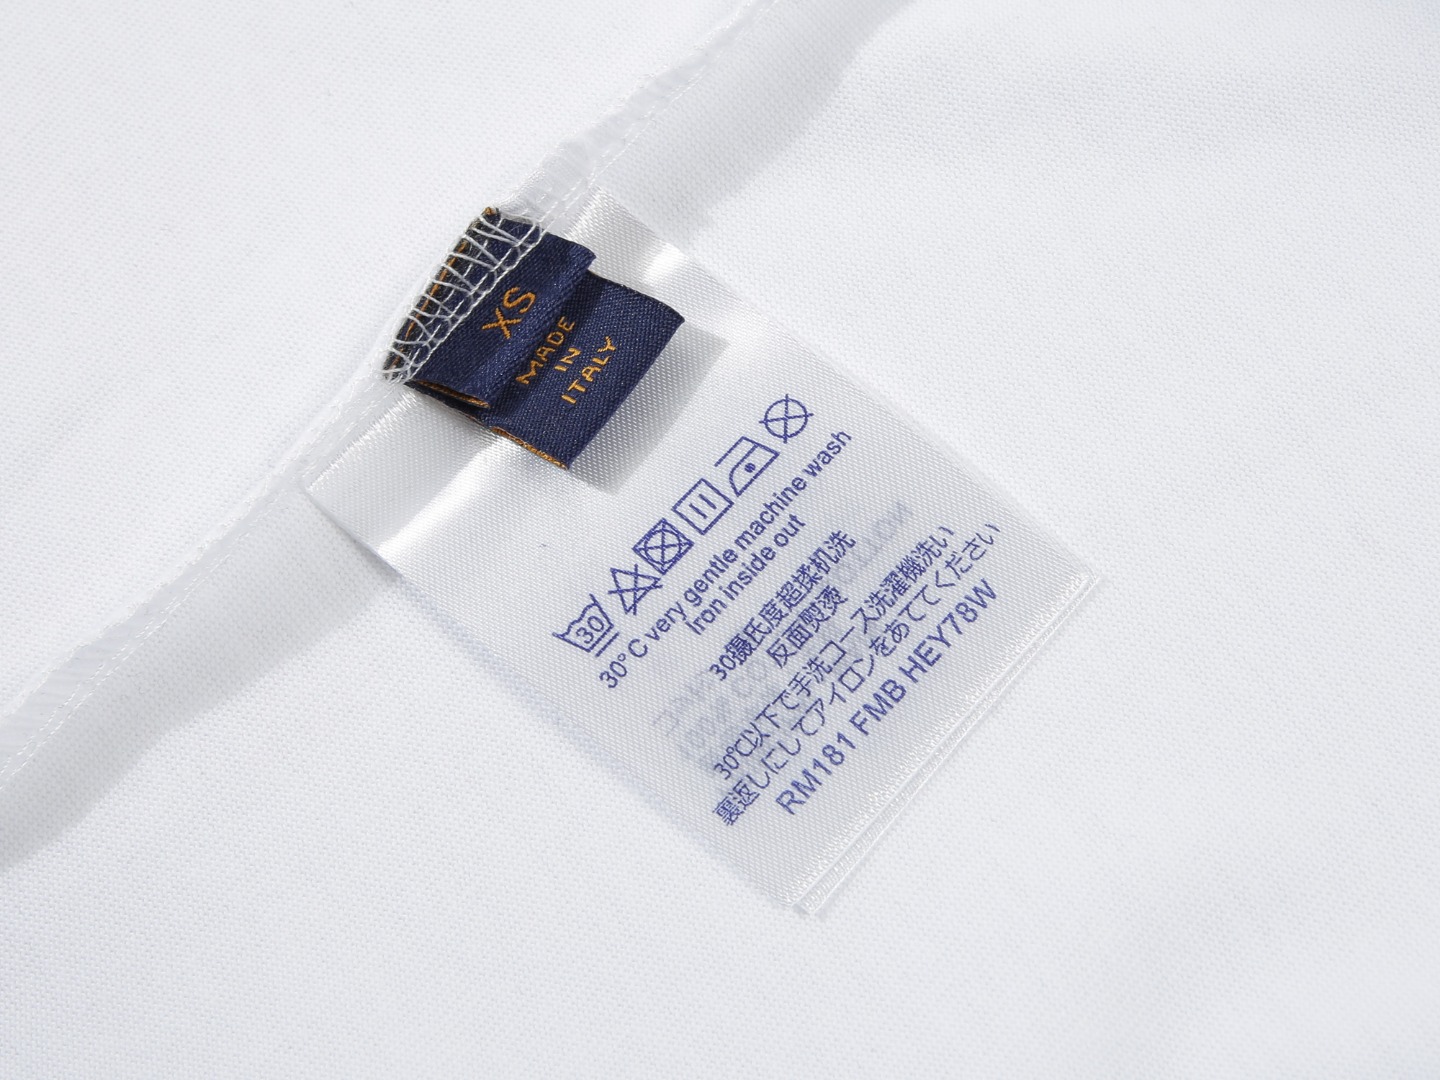 XS
MADE
IN
ITALY
30
30°C very gentle machine wash
Iron inside out
30摄氏度超揉机洗
反面熨烫
30℃以下で手洗コース洗濯機洗い
裏返しにしてアイロンをあててください
RM181 FMB HEY78W